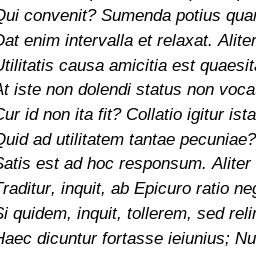 Qui convenit? Sumenda potius quar
Dat enim intervalla et relaxat. Aliter
Utilitatis causa amicitia est quaesita
At iste non dolendi status non voca
Cur id non ita fit? Collatio igitur ista
Quid ad utilitatem tantae pecuniae?
Satis est ad hoc responsum. Aliter
Traditur, inquit, ab Epicuro ratio neg
Si quidem, inquit, tollerem, sed relin
Haec dicuntur fortasse ieiunius; Nu